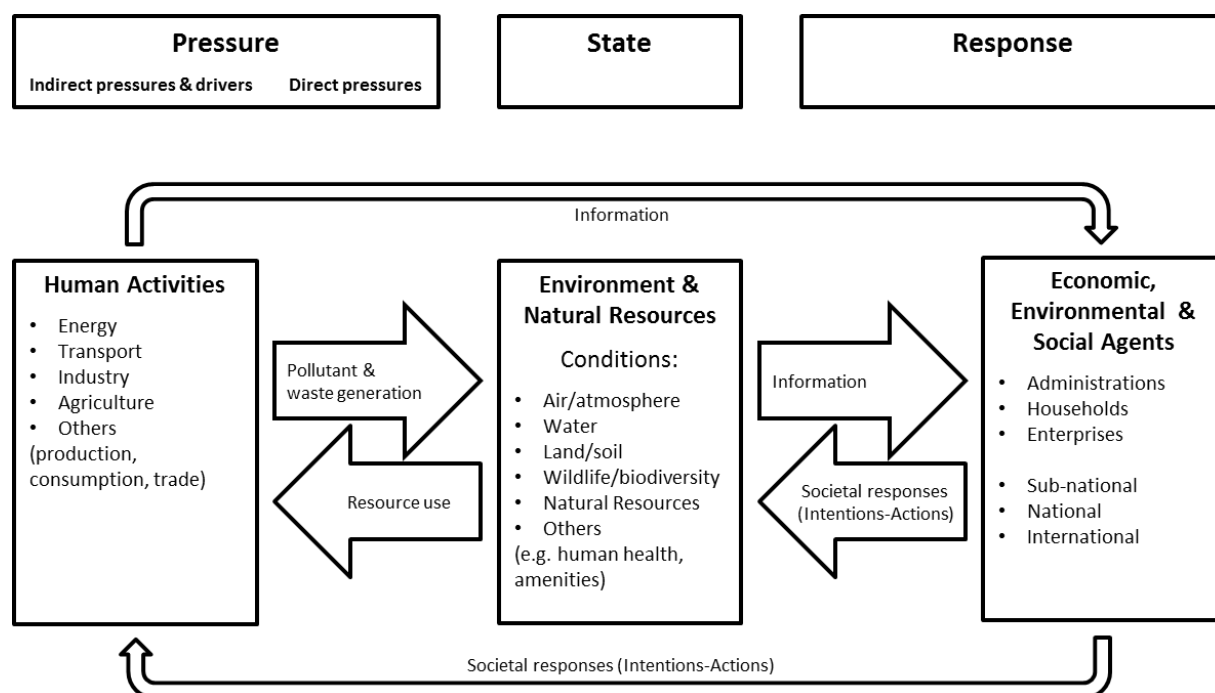 Pressure
Indirect pressures & drivers Direct pressures
State
Response
Information
Human Activities
• Energy
• Transport
• Industry
• Agriculture
• Others
(production,
consumption, trade)
Pollutant &
waste generation
Resource use
Environment &
Natural Resources
Conditions:
• Air/atmosphere
• Water
• Land/soil
• Wildlife/biodiversity
• Natural Resources
• Others
(e.g. human health,
amenities)
Information
Societal responses
(Intentions-Actions)
Economic,
Environmental &
Social Agents
• Administrations
• Households
• Enterprises
• Sub-national
• National
• International
Societal responses (Intentions-Actions)